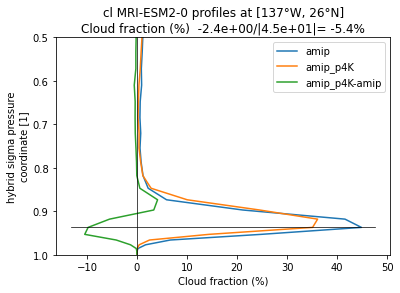 cl MRI-ESM2-0 profiles at [137°W, 26°N]
Cloud fraction (%)  -2.4e+00/|4.5e+01|= -5.4%
hybrid sigma pressure
coordinate [1]
0.5
0.6
0.7
0.8
0.9
1.0
amip
amip_p4K
amip_p4K-amip
−10
0
10
20
30
40
50
Cloud fraction (%)